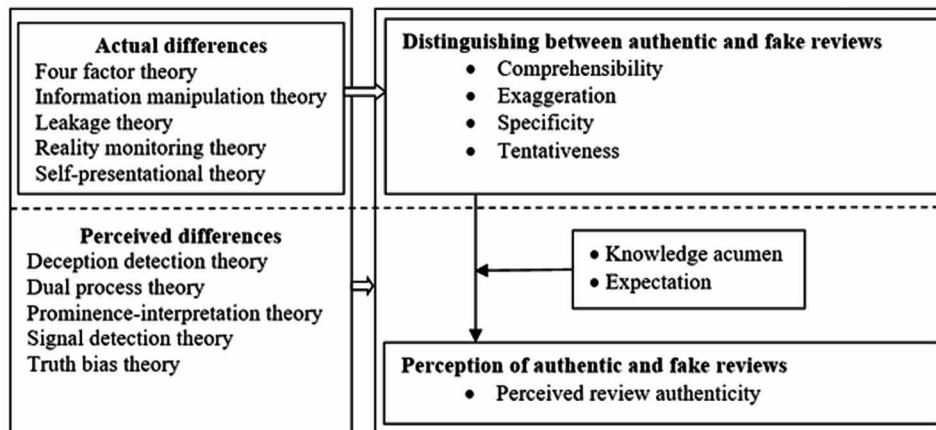 Actual differences
Four factor theory
Information manipulation theory
Leakage theory
Reality monitoring theory
Self-presentational theory
Distinguishing between authentic and fake reviews
• Comprehensibility
• Exaggeration
• Specificity
• Tentativeness
Perceived differences
Deception detection theory
Dual process theory
Prominence-interpretation theory
Signal detection theory
Truth bias theory
• Knowledge acumen
• Expectation
Perception of authentic and fake reviews
• Perceived review authenticity